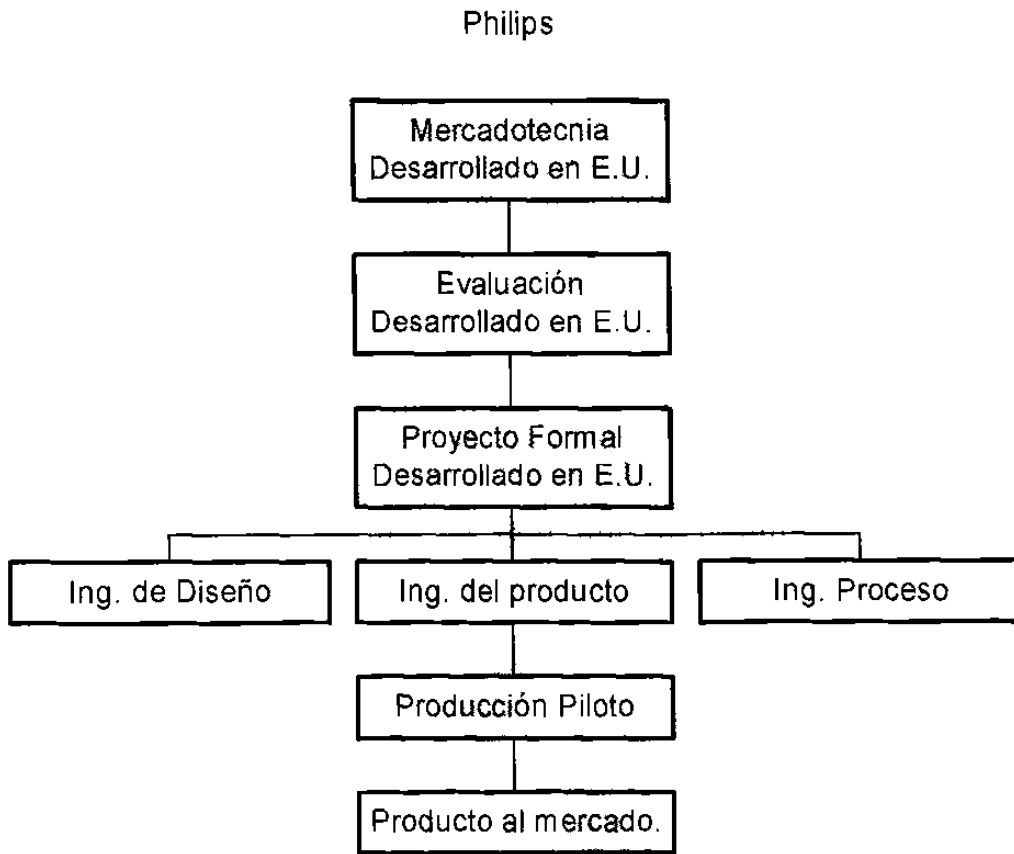 Philips
Mercadotecnia
Desarrollado en E.U.
Evaluación
Desarrollado en E.U.
Proyecto Formal
Desarrollado en E.U.
Ing. de Diseño
Ing. del producto
Ing. Proceso
Producción Piloto
Producto al mercado.